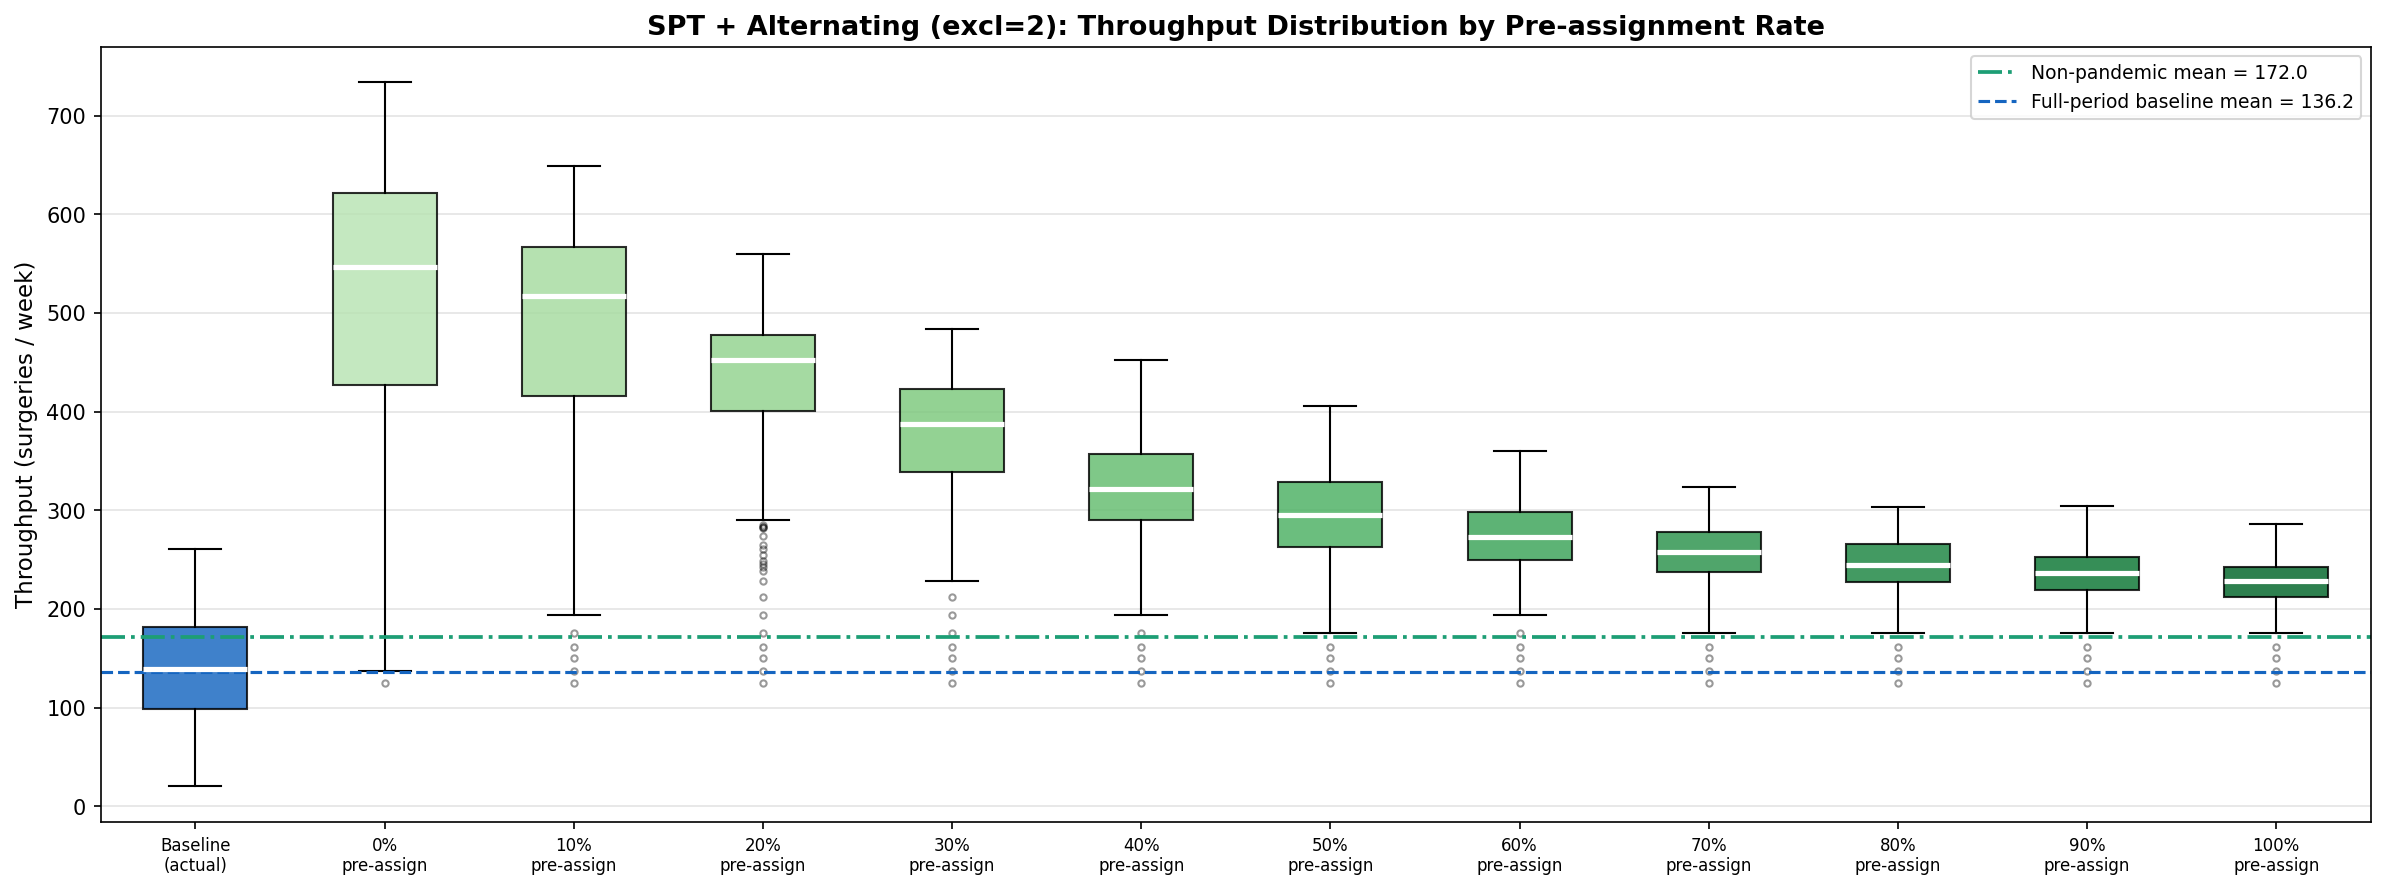 SPT + Alternating (excl=2): Throughput Distribution by Pre-assignment Rate
Non-pandemic mean = 172.0
Full-period baseline mean = 136.2
Throughput (surgeries / week)
700
600
500
400
300
200
100
0
Baseline
(actual)
0%
pre-assign
10%
pre-assign
20%
pre-assign
30%
pre-assign
40%
pre-assign
50%
pre-assign
60%
pre-assign
70%
pre-assign
80%
pre-assign
90%
pre-assign
100%
pre-assign